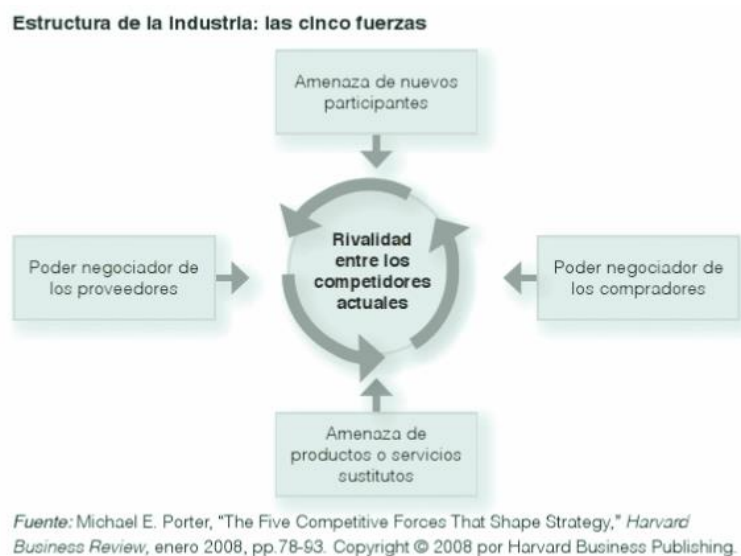 Estructura de la industria: las cinco fuerzas
Amenaza de nuevos
participantes
Rivalidad
entre los
competidores
actuales
Poder negociador de
los proveedores
Poder negociador de
los compradores
Amenaza de
productos o servicios
sustitutos
Fuente: Michael E. Porter, "The Five Competitive Forces That Shape Strategy," Harvard
Business Review, enero 2008, pp.78-93. Copyright © 2008 por Harvard Business Publishing.